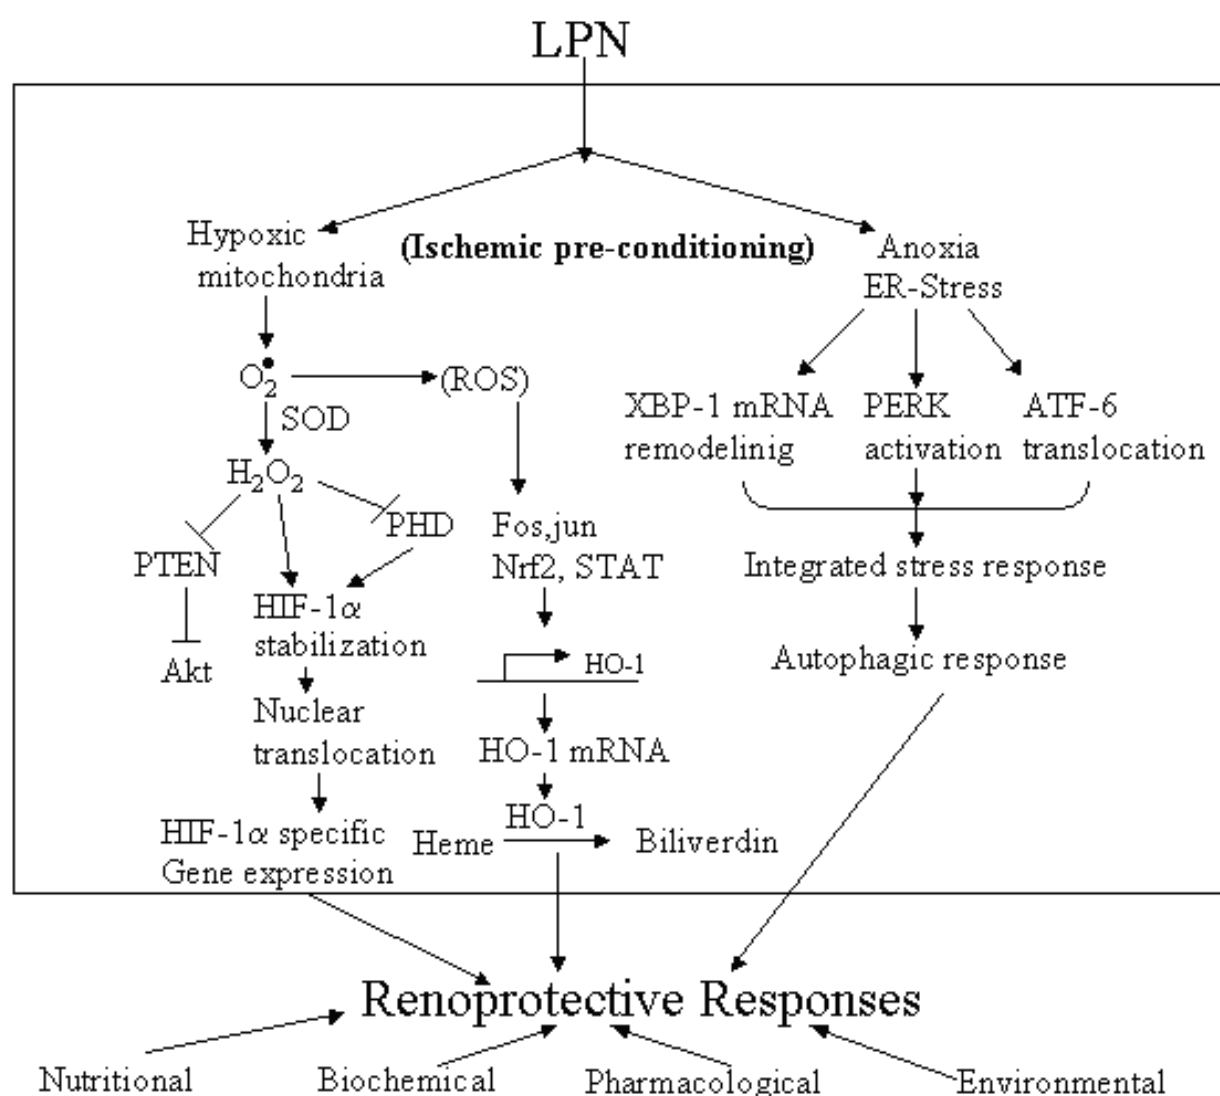 LPN
Hypoxic
mitochondria
(Ischemic pre-conditioning)
Anoxia
ER-Stress
O2•
(ROS)
SOD
H2O2
XBP-1 mRNA
remodelinig
PERK
activation
ATF-6
translocation
PTEN
PHD
Akt
HIF-1α
stabilization
Nuclear
translocation
HIF-1α specific
Gene expression
Fos,jun
Nrf2, STAT
HO-1
HO-1 mRNA
HO-1
Heme
Biliverdin
Integrated stress response
Autophagic response
Renoprotective Responses
Nutritional
Biochemical
Pharmacological
Environmental